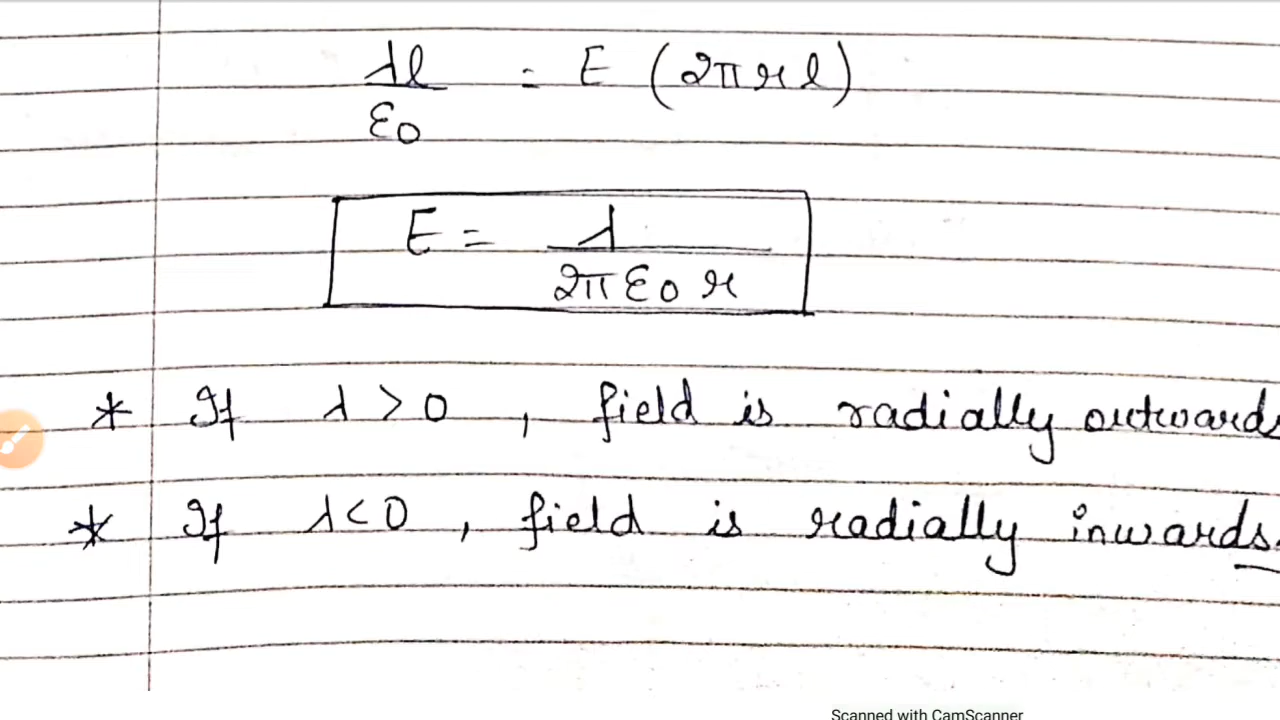 λl/ε0 = E (2πrl)
E = λ/2πε0r
* If λ > 0 , field is radially outwards
* If λ < 0 , field is radially inwards.
Scanned with CamScanner